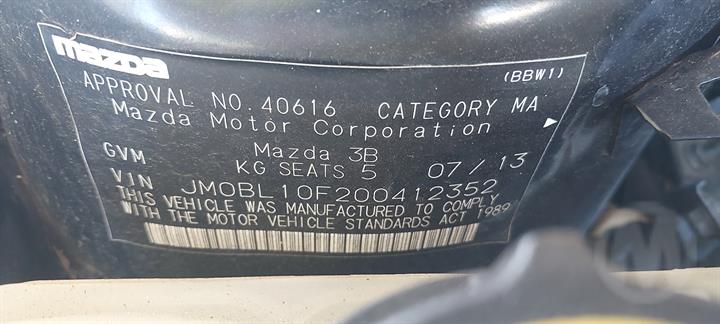 mazda
(BBW1)
APPROVAL NO.40616 CATEGORY MA
Mazda Motor Corporation
Mazda 3B
GVM KG SEATS 5 07/13
VIN JM0BL10F200412352
THIS VEHICLE WAS MANUFACTURED TO COMPLY
WITH THE MOTOR VEHICLE STANDARDS ACT 1989
M